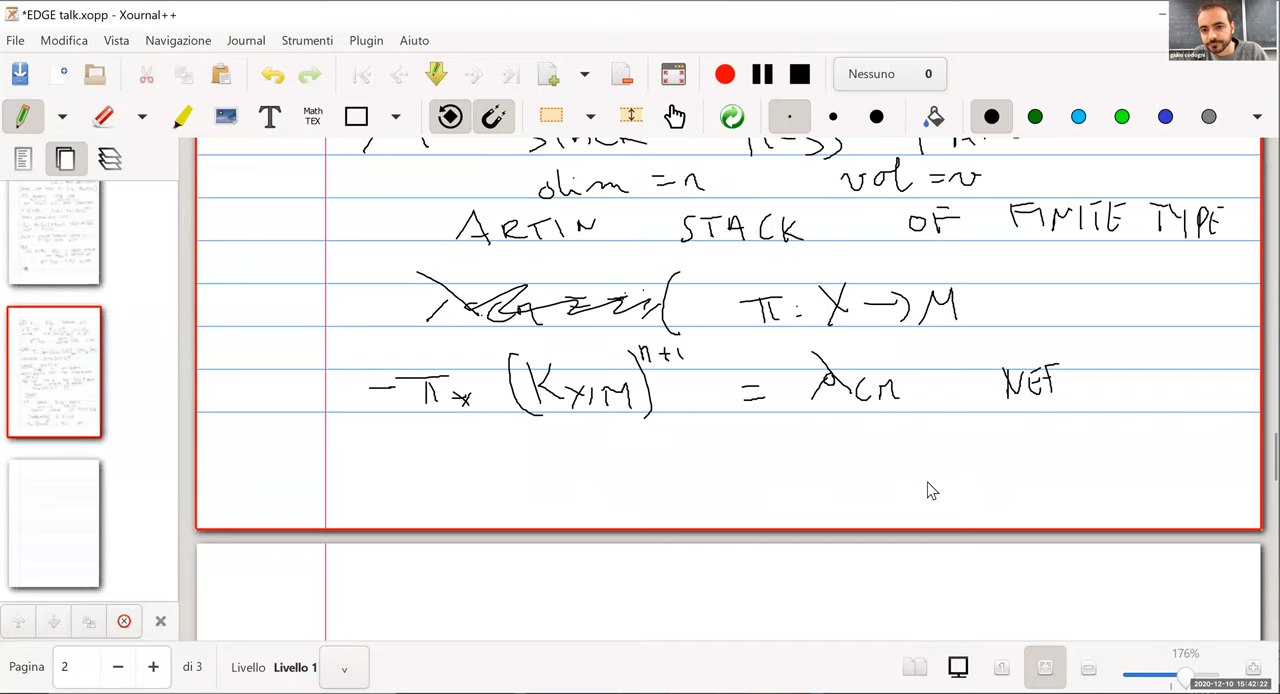 *EDGE talk.xopp - Xournal++
giulio codogni
File Modifica Vista Navigazione Journal Strumenti Plugin Aiuto
Nessuno 0
Math
TEX
STACK
dim = n vol = v
ARTIN STACK OF FINITE TYPE
π : X → M
-π* (K X/M)^n+1 = λ CM NEF
Pagina 2 di 3 Livello Livello 1
176%
2020-12-10 15:42:22